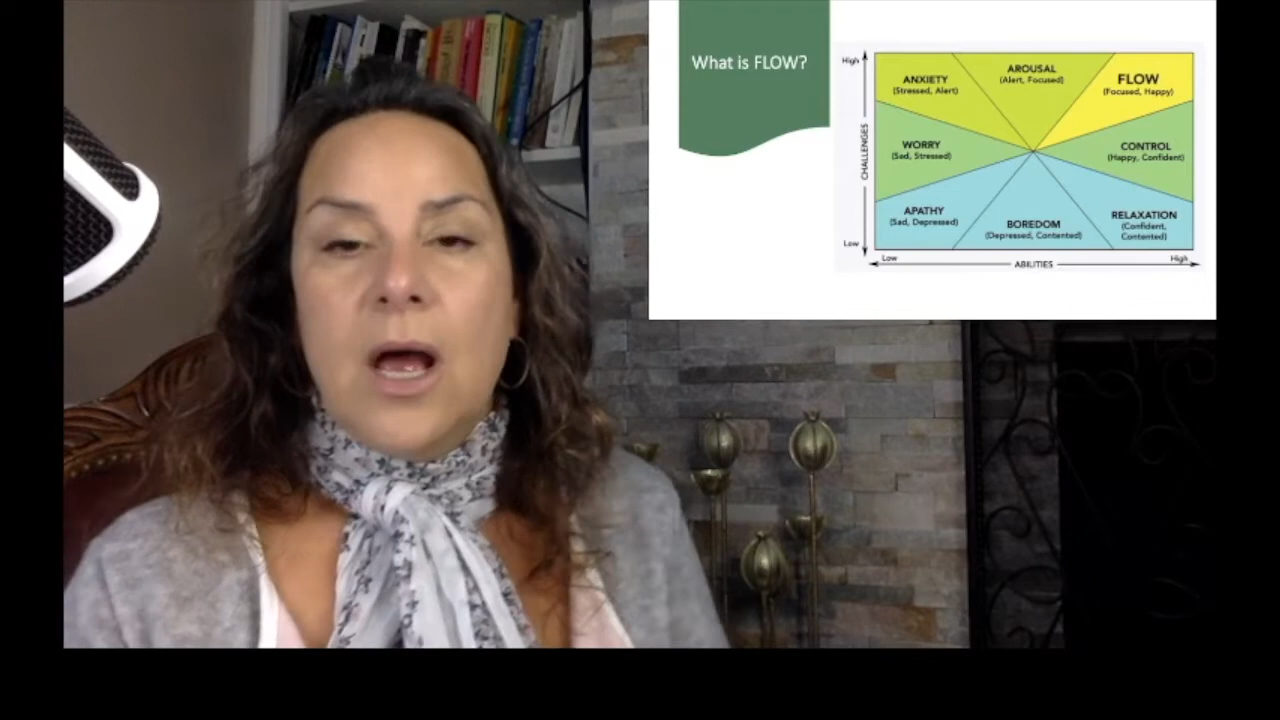 What is FLOW?
High
ANXIETY
(Stressed, Alert)
AROUSAL
(Alert, Focused)
FLOW
(Focused, Happy)
CHALLENGES
WORRY
(Sad, Stressed)
CONTROL
(Happy, Confident)
APATHY
(Sad, Depressed)
BOREDOM
(Depressed, Contented)
RELAXATION
(Confident,
Contented)
Low
Low
ABILITIES
High